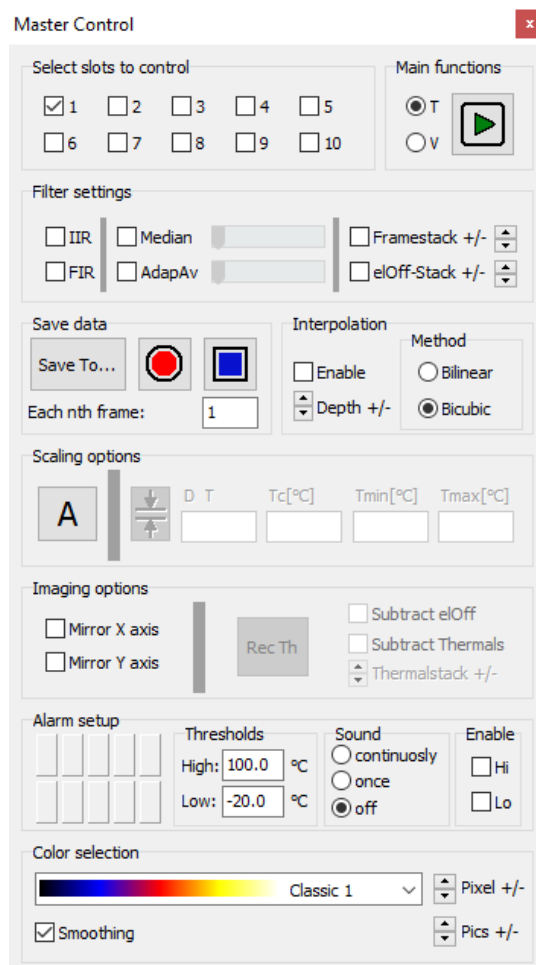 Master Control
x
Select slots to control
1 2 3 4 5
6 7 8 9 10
Main functions
T
V
Filter settings
IIR Median Framestack +/-
FIR AdapAv elOff-Stack +/-
Save data
Save To...
Each nth frame: 1
Interpolation
Enable
Depth +/-
Method
Bilinear
Bicubic
Scaling options
A
D T Tc[°C] Tmin[°C] Tmax[°C]
Imaging options
Mirror X axis
Mirror Y axis
Rec Th
Subtract elOff
Subtract Thermals
Thermalstack +/-
Alarm setup
Thresholds
High: 100.0 °C
Low: -20.0 °C
Sound
continuosly
once
off
Enable
Hi
Lo
Color selection
Classic 1 Pixel +/-
Smoothing Pics +/-